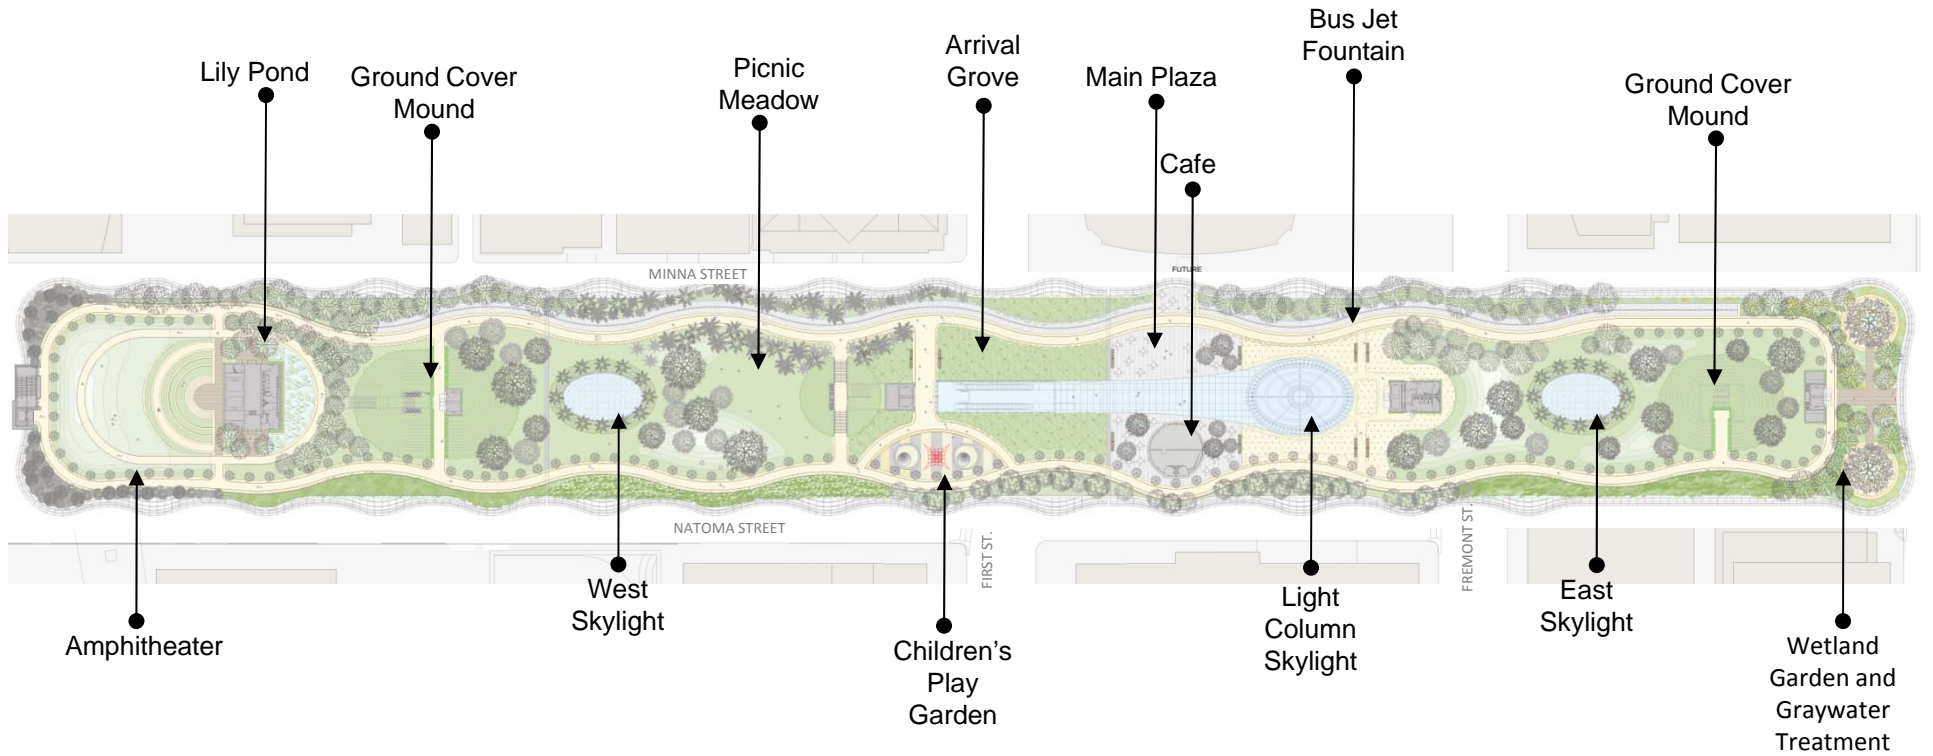 Bus Jet
Fountain
Arrival
Grove
Lily Pond
Ground Cover
Mound
Picnic
Meadow
Main Plaza
Ground Cover
Mound
Cafe
MINNA STREET
FUTURE
NATOMA STREET
FIRST ST.
FREMONT ST.
Amphitheater
West
Skylight
Children's
Play
Garden
Light
Column
Skylight
East
Skylight
Wetland
Garden and
Graywater
Treatment